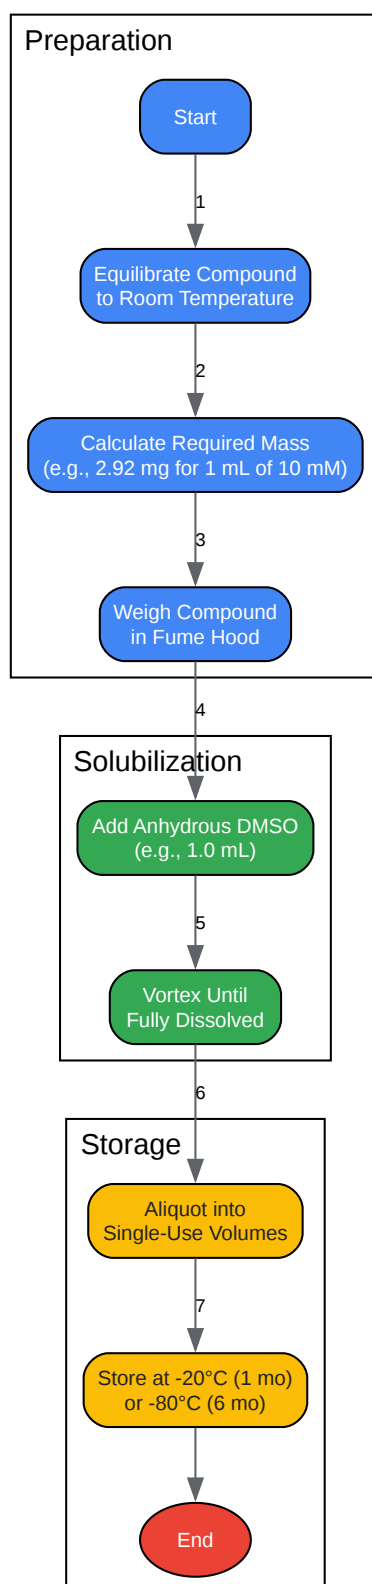 Preparation
Start
1
Equilibrate Compound
to Room Temperature
2
Calculate Required Mass
(e.g., 2.92 mg for 1 mL of 10 mM)
3
Weigh Compound
in Fume Hood
4
Solubilization
Add Anhydrous DMSO
(e.g., 1.0 mL)
5
Vortex Until
Fully Dissolved
6
Storage
Aliquot into
Single-Use Volumes
7
Store at -20°C (1 mo)
or -80°C (6 mo)
End